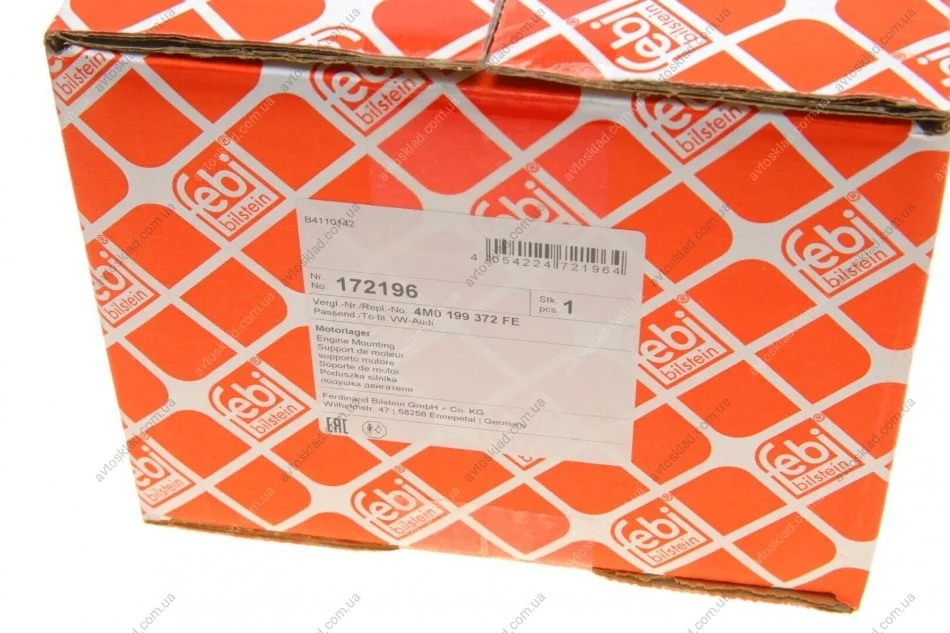 B4110142
4 054224 721964
Nr.
No. 172196
Stk.
pcs 1
Vergl.-Nr./Repl.-No. 4M0 199 372 FE
Passend./To fit. VW-Audi
Motorlager
Engine Mounting
Support de moteur
supporto motore
Soporte de motor
Poduszka silnika
подушка двигателя
Ferdinand Bilstein GmbH + Co. KG
Wilhelmstr. 47 | 58256 Ennepetal | Germany
EAC
febi
bilstein
avtosklad.com.ua